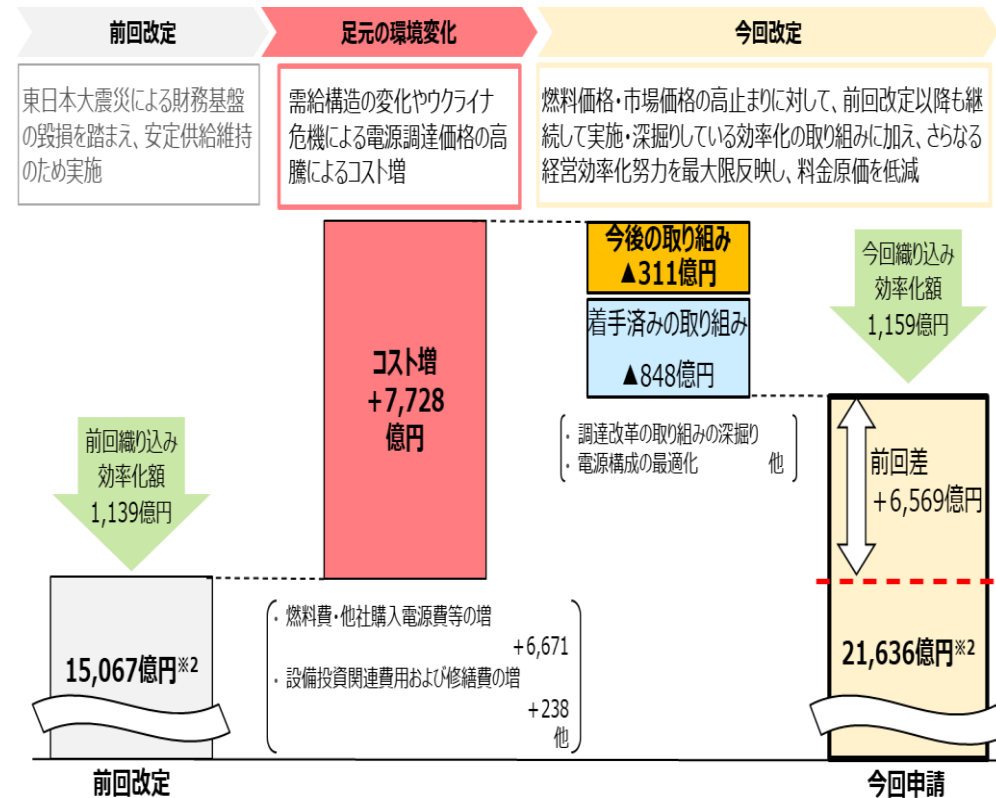 前回改定
足元の環境変化
今回改定
東日本大震災による財務基盤
の毀損を踏まえ、安定供給維持
のため実施
需給構造の変化やウクライナ
危機による電源調達価格の高
騰によるコスト増
燃料価格・市場価格の高止まりに対して、前回改定以降も継
続して実施・深掘りしている効率化の取り組みに加え、さらなる
経営効率化努力を最大限反映し、料金原価を低減
今後の取り組み
▲311億円
着手済みの取り組み
▲848億円
今回織り込み
効率化額
1,159億円
コスト増
+7,728
億円
・ 調達改革の取り組みの深掘り
・ 電源構成の最適化 他
前回織り込み
効率化額
1,139億円
前回差
+6,569億円
・ 燃料費・他社購入電源費等の増
+6,671
・ 設備投資関連費用および修繕費の増
+238
他
15,067億円※2
21,636億円※2
前回改定
今回申請